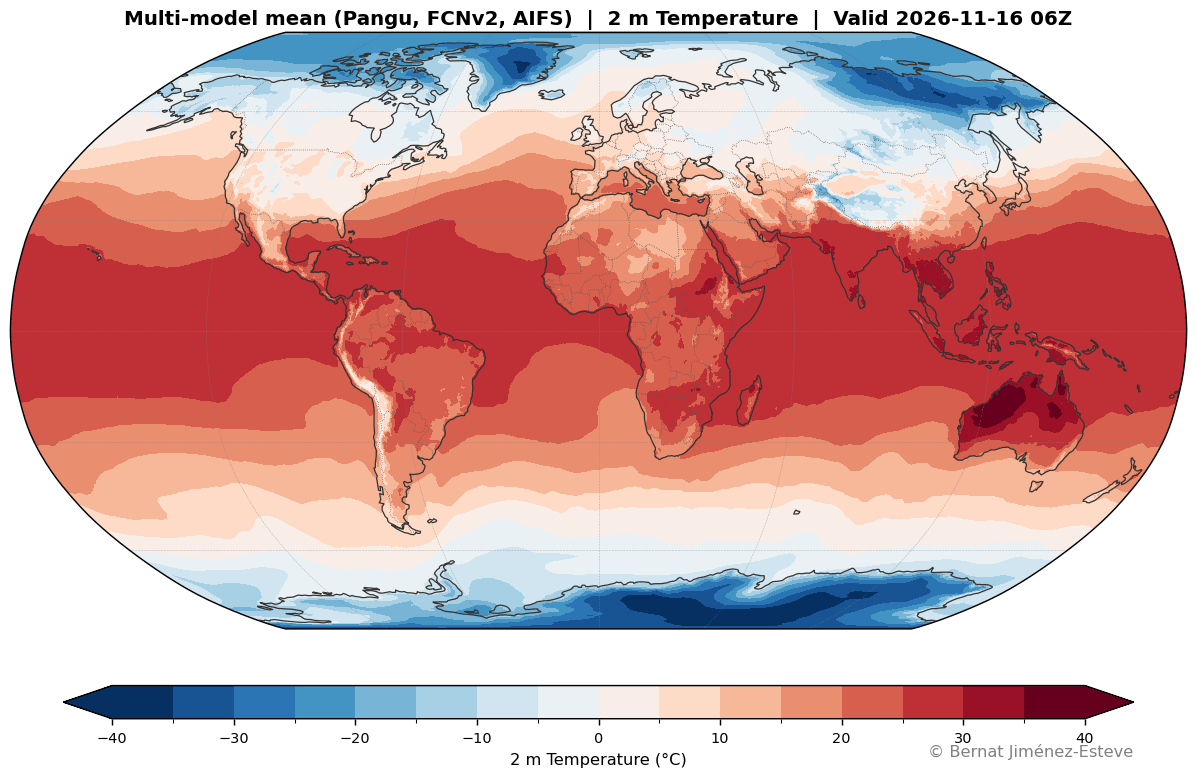 Multi-model mean (Pangu, FCNv2, AIFS)  |  2 m Temperature  |  Valid 2026-11-16 06Z
−40 −30 −20 −10 0 10 20 30 40
2 m Temperature (°C)
© Bernat Jiménez-Esteve